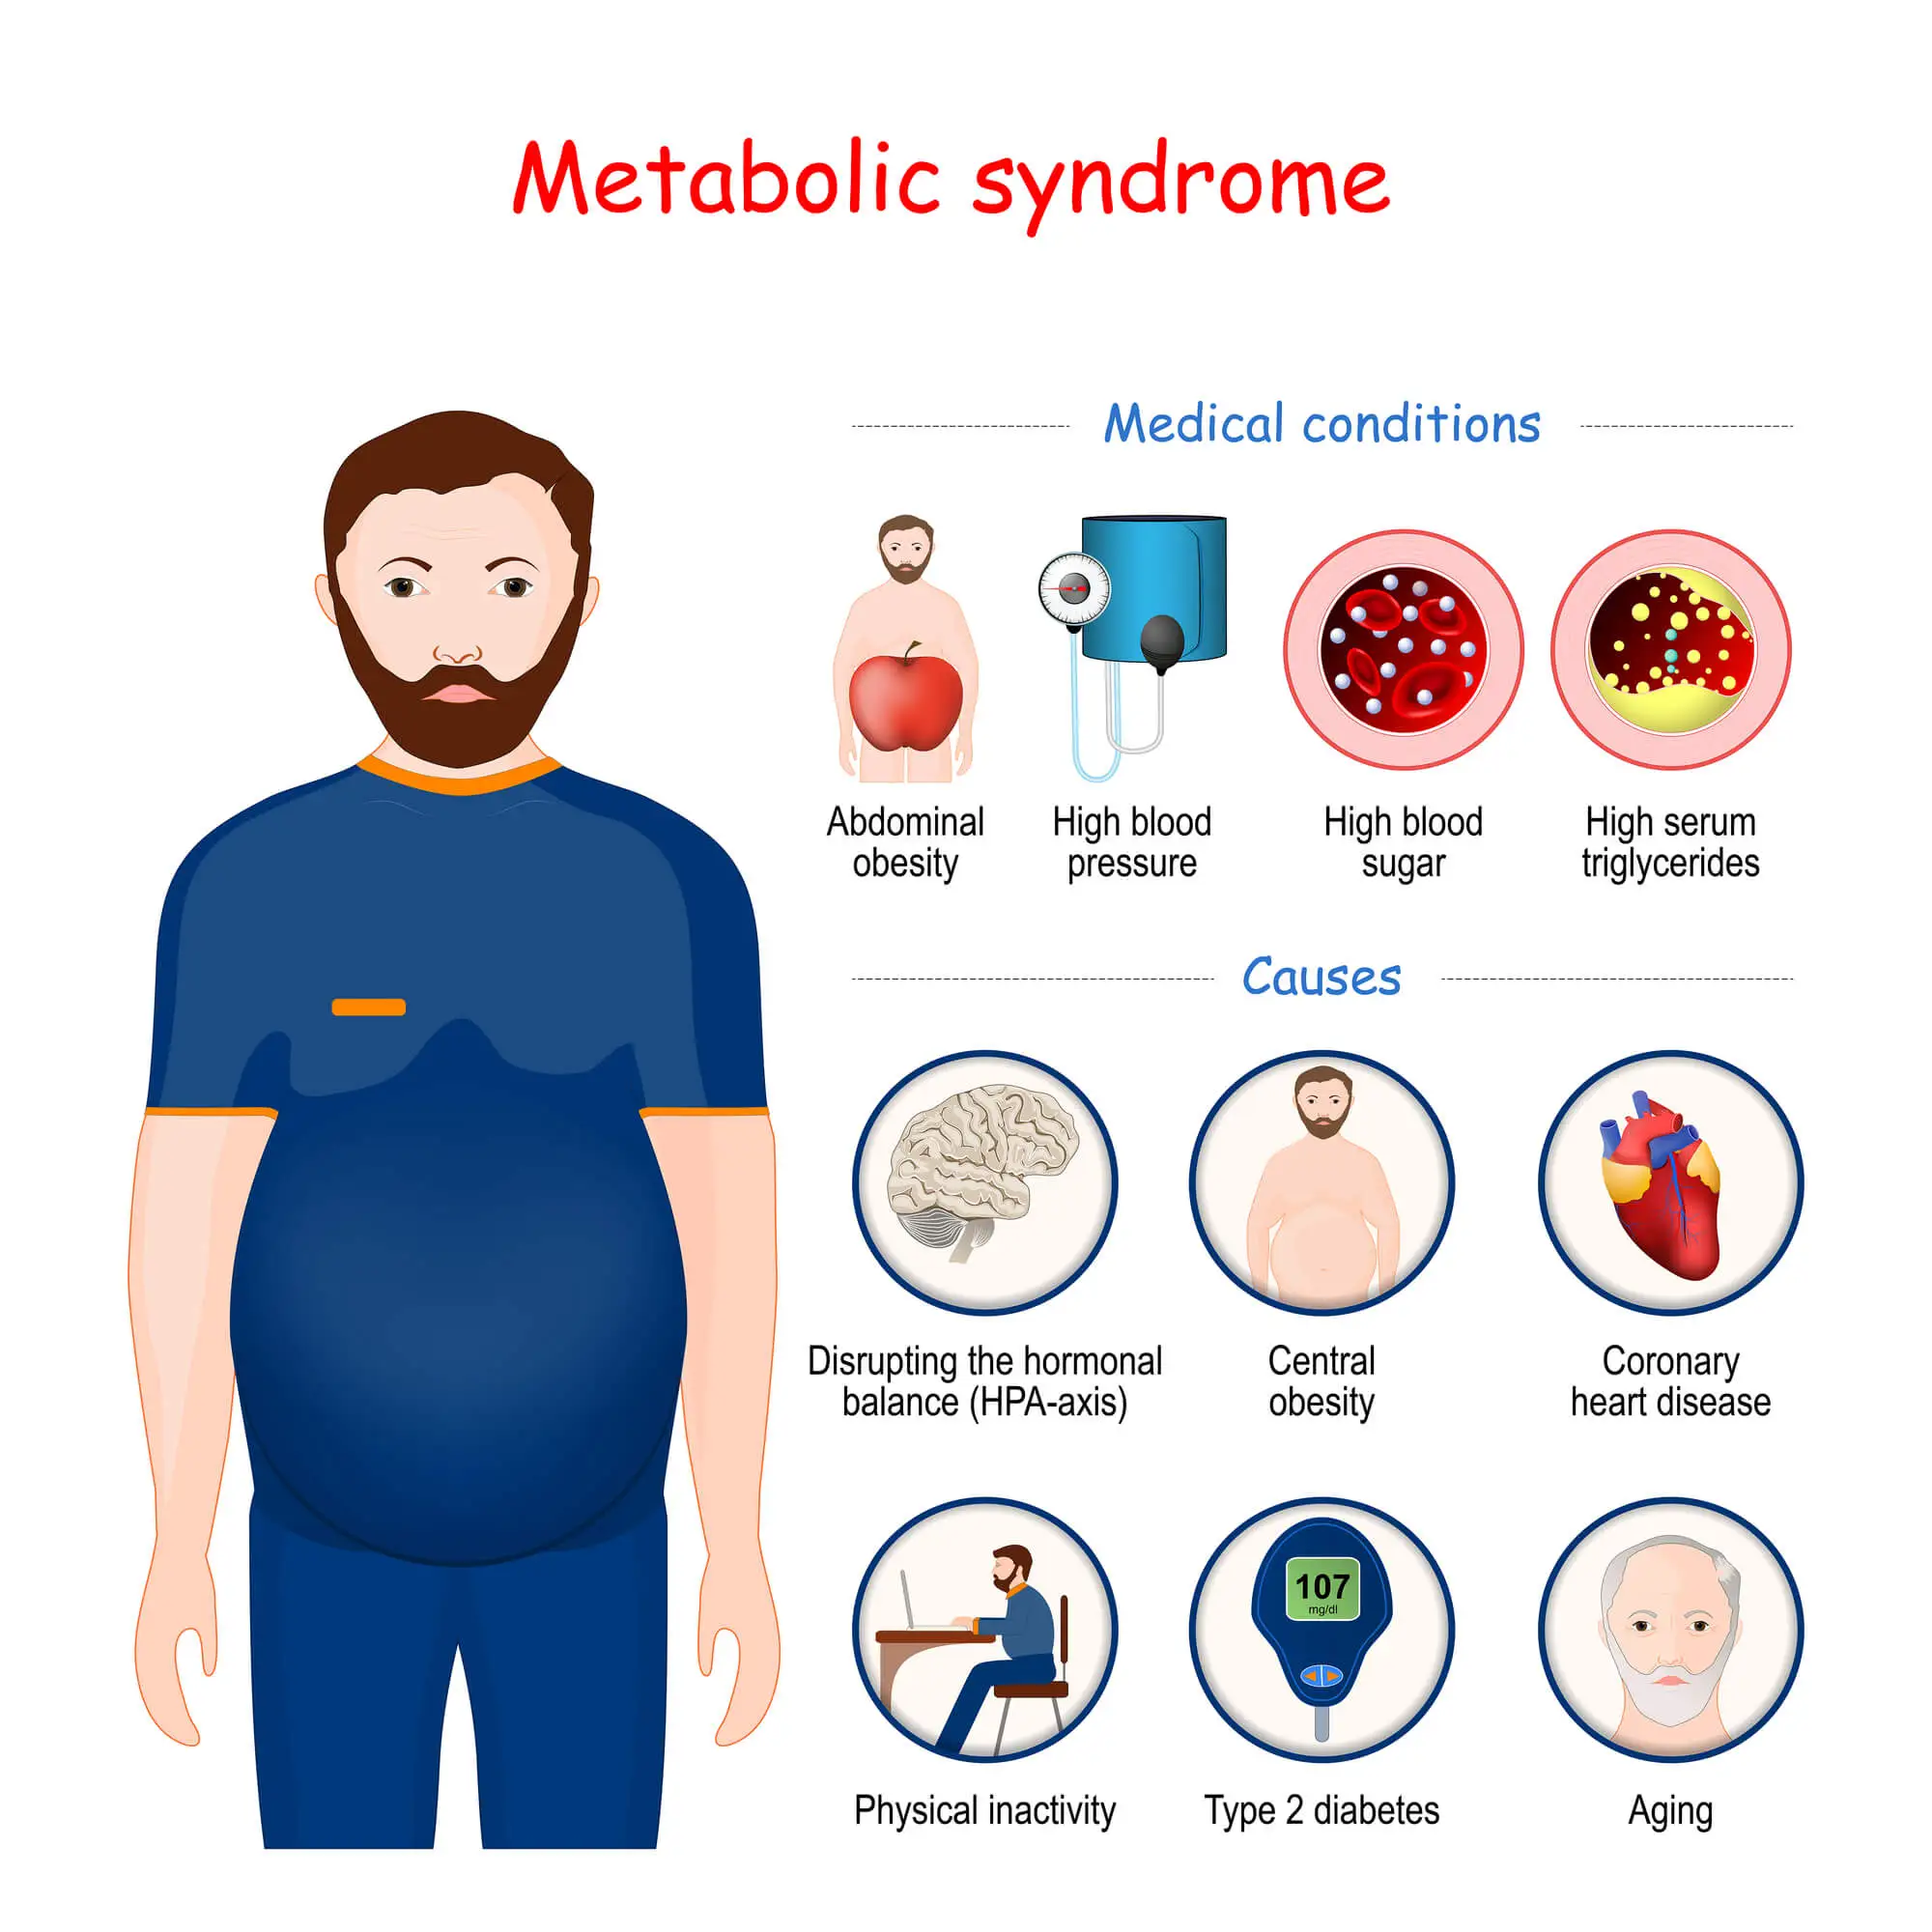 Metabolic syndrome
Medical conditions
Abdominal
obesity
High blood
pressure
High blood
sugar
High serum
triglycerides
Causes
Disrupting the hormonal
balance (HPA-axis)
Central
obesity
Coronary
heart disease
107
mg/dl
Physical inactivity
Type 2 diabetes
Aging